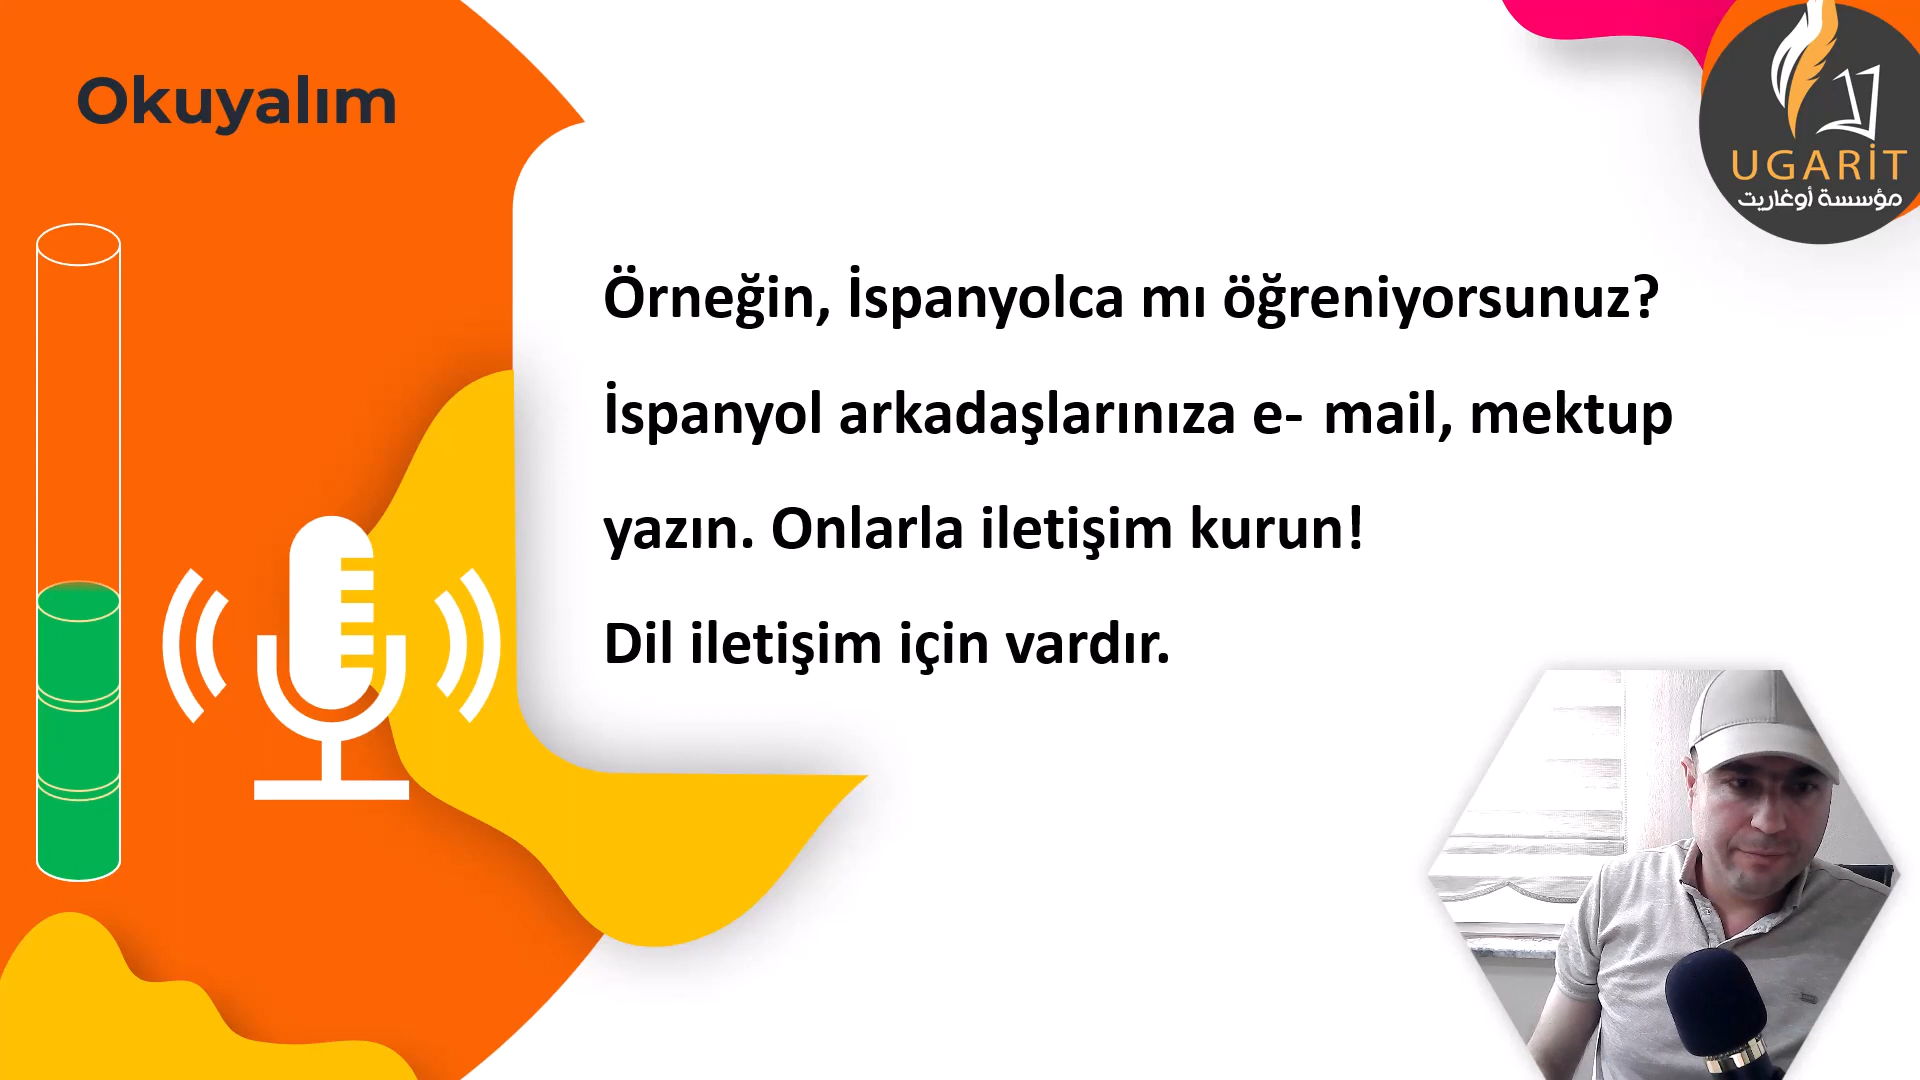 Okuyalım
UGARİT
مؤسسة أوغاريت
Örneğin, İspanyolca mı öğreniyorsunuz?
İspanyol arkadaşlarınıza e- mail, mektup
yazın. Onlarla iletişim kurun!
Dil iletişim için vardır.